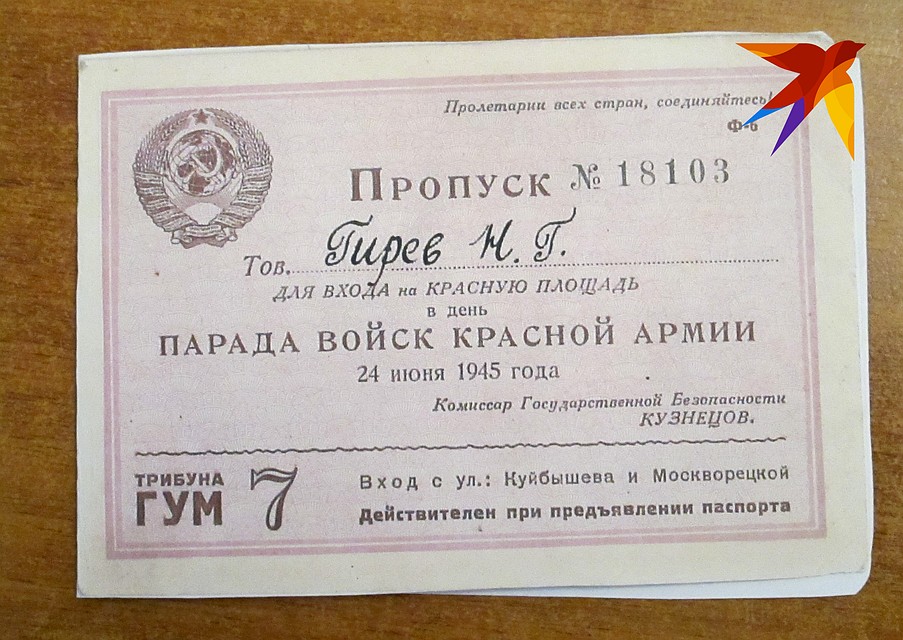 Пролетарии всех стран, соединяйтесь!
Ф-6
ПРОПУСК № 18103
Тов. Гирев Н. Г.
ДЛЯ ВХОДА на КРАСНУЮ ПЛОЩАДЬ
в день
ПАРАДА ВОЙСК КРАСНОЙ АРМИИ
24 июня 1945 года
Комиссар Государственной Безопасности
КУЗНЕЦОВ.
ТРИБУНА
ГУМ 7
Вход с ул.: Куйбышева и Москворецкой
Действителен при предъявлении паспорта